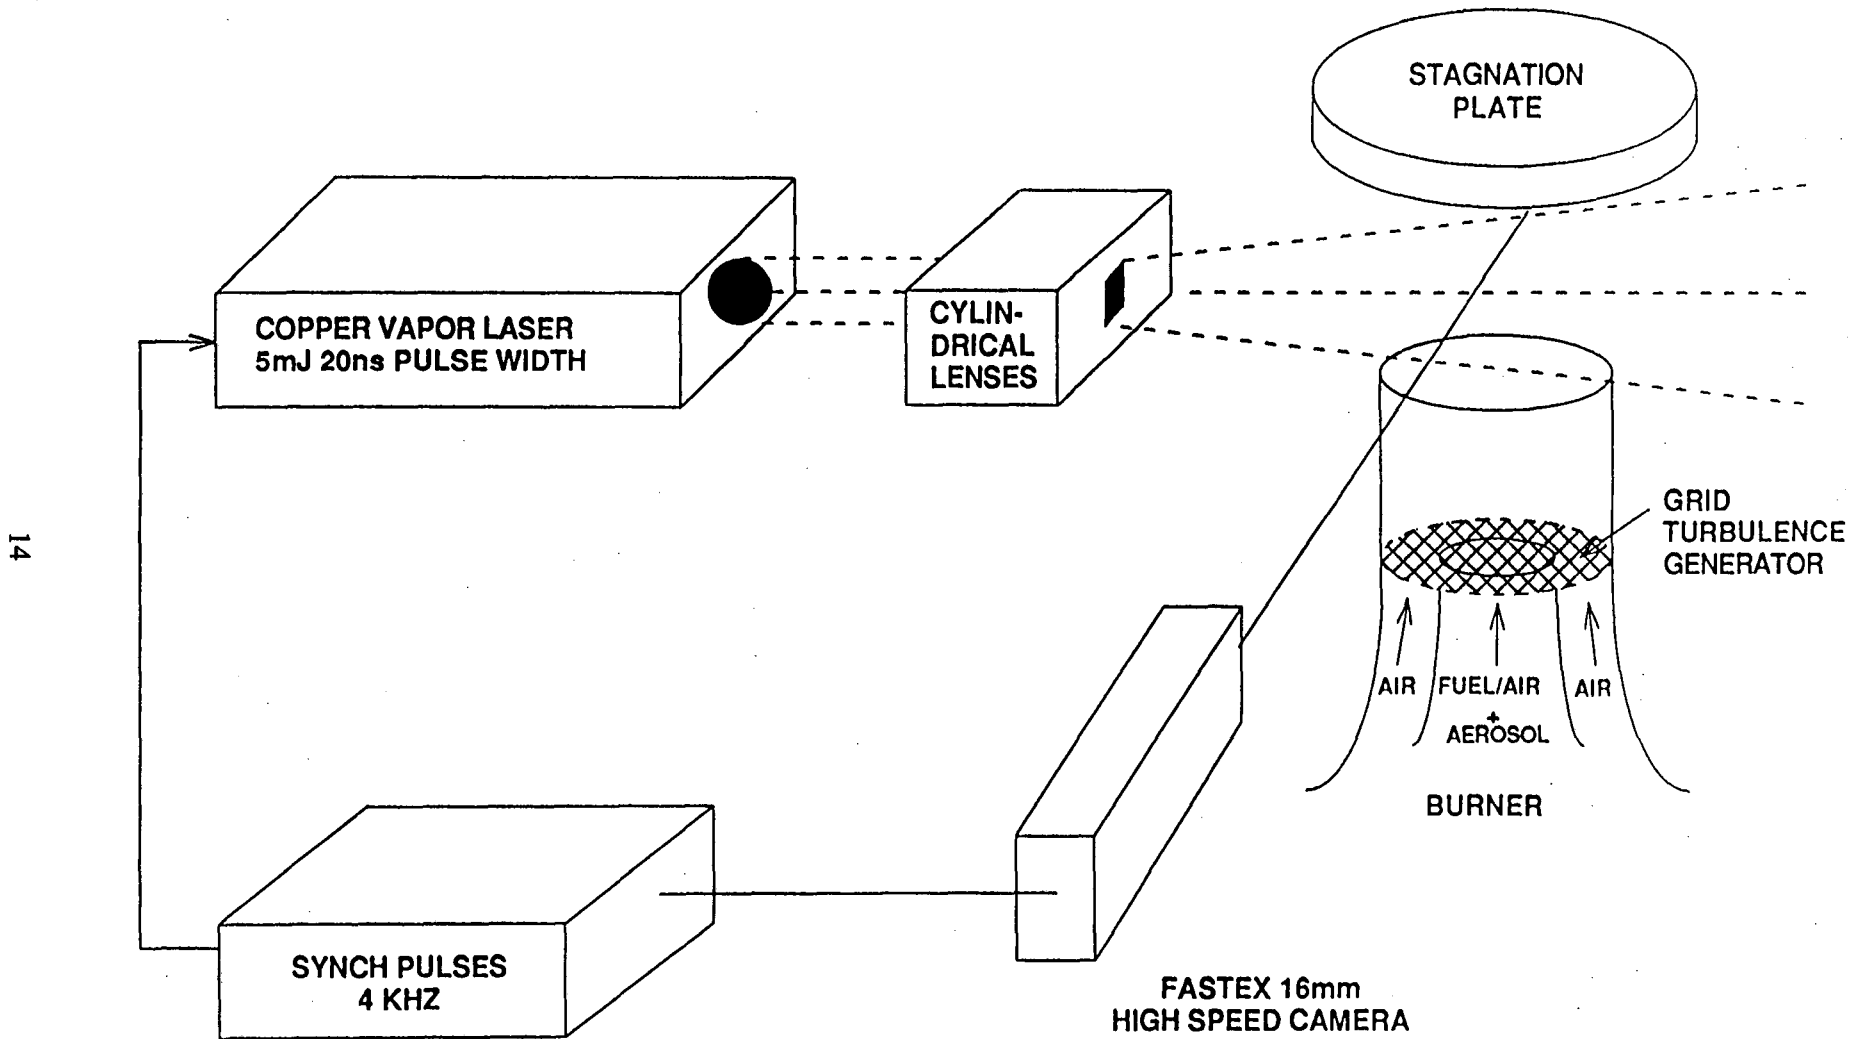 STAGNATION
PLATE
COPPER VAPOR LASER
5mJ 20ns PULSE WIDTH
CYLIN-
DRICAL
LENSES
GRID
TURBULENCE
GENERATOR
14
AIR
FUEL/AIR
+
AEROSOL
AIR
BURNER
SYNCH PULSES
4 KHZ
FASTEX 16mm
HIGH SPEED CAMERA